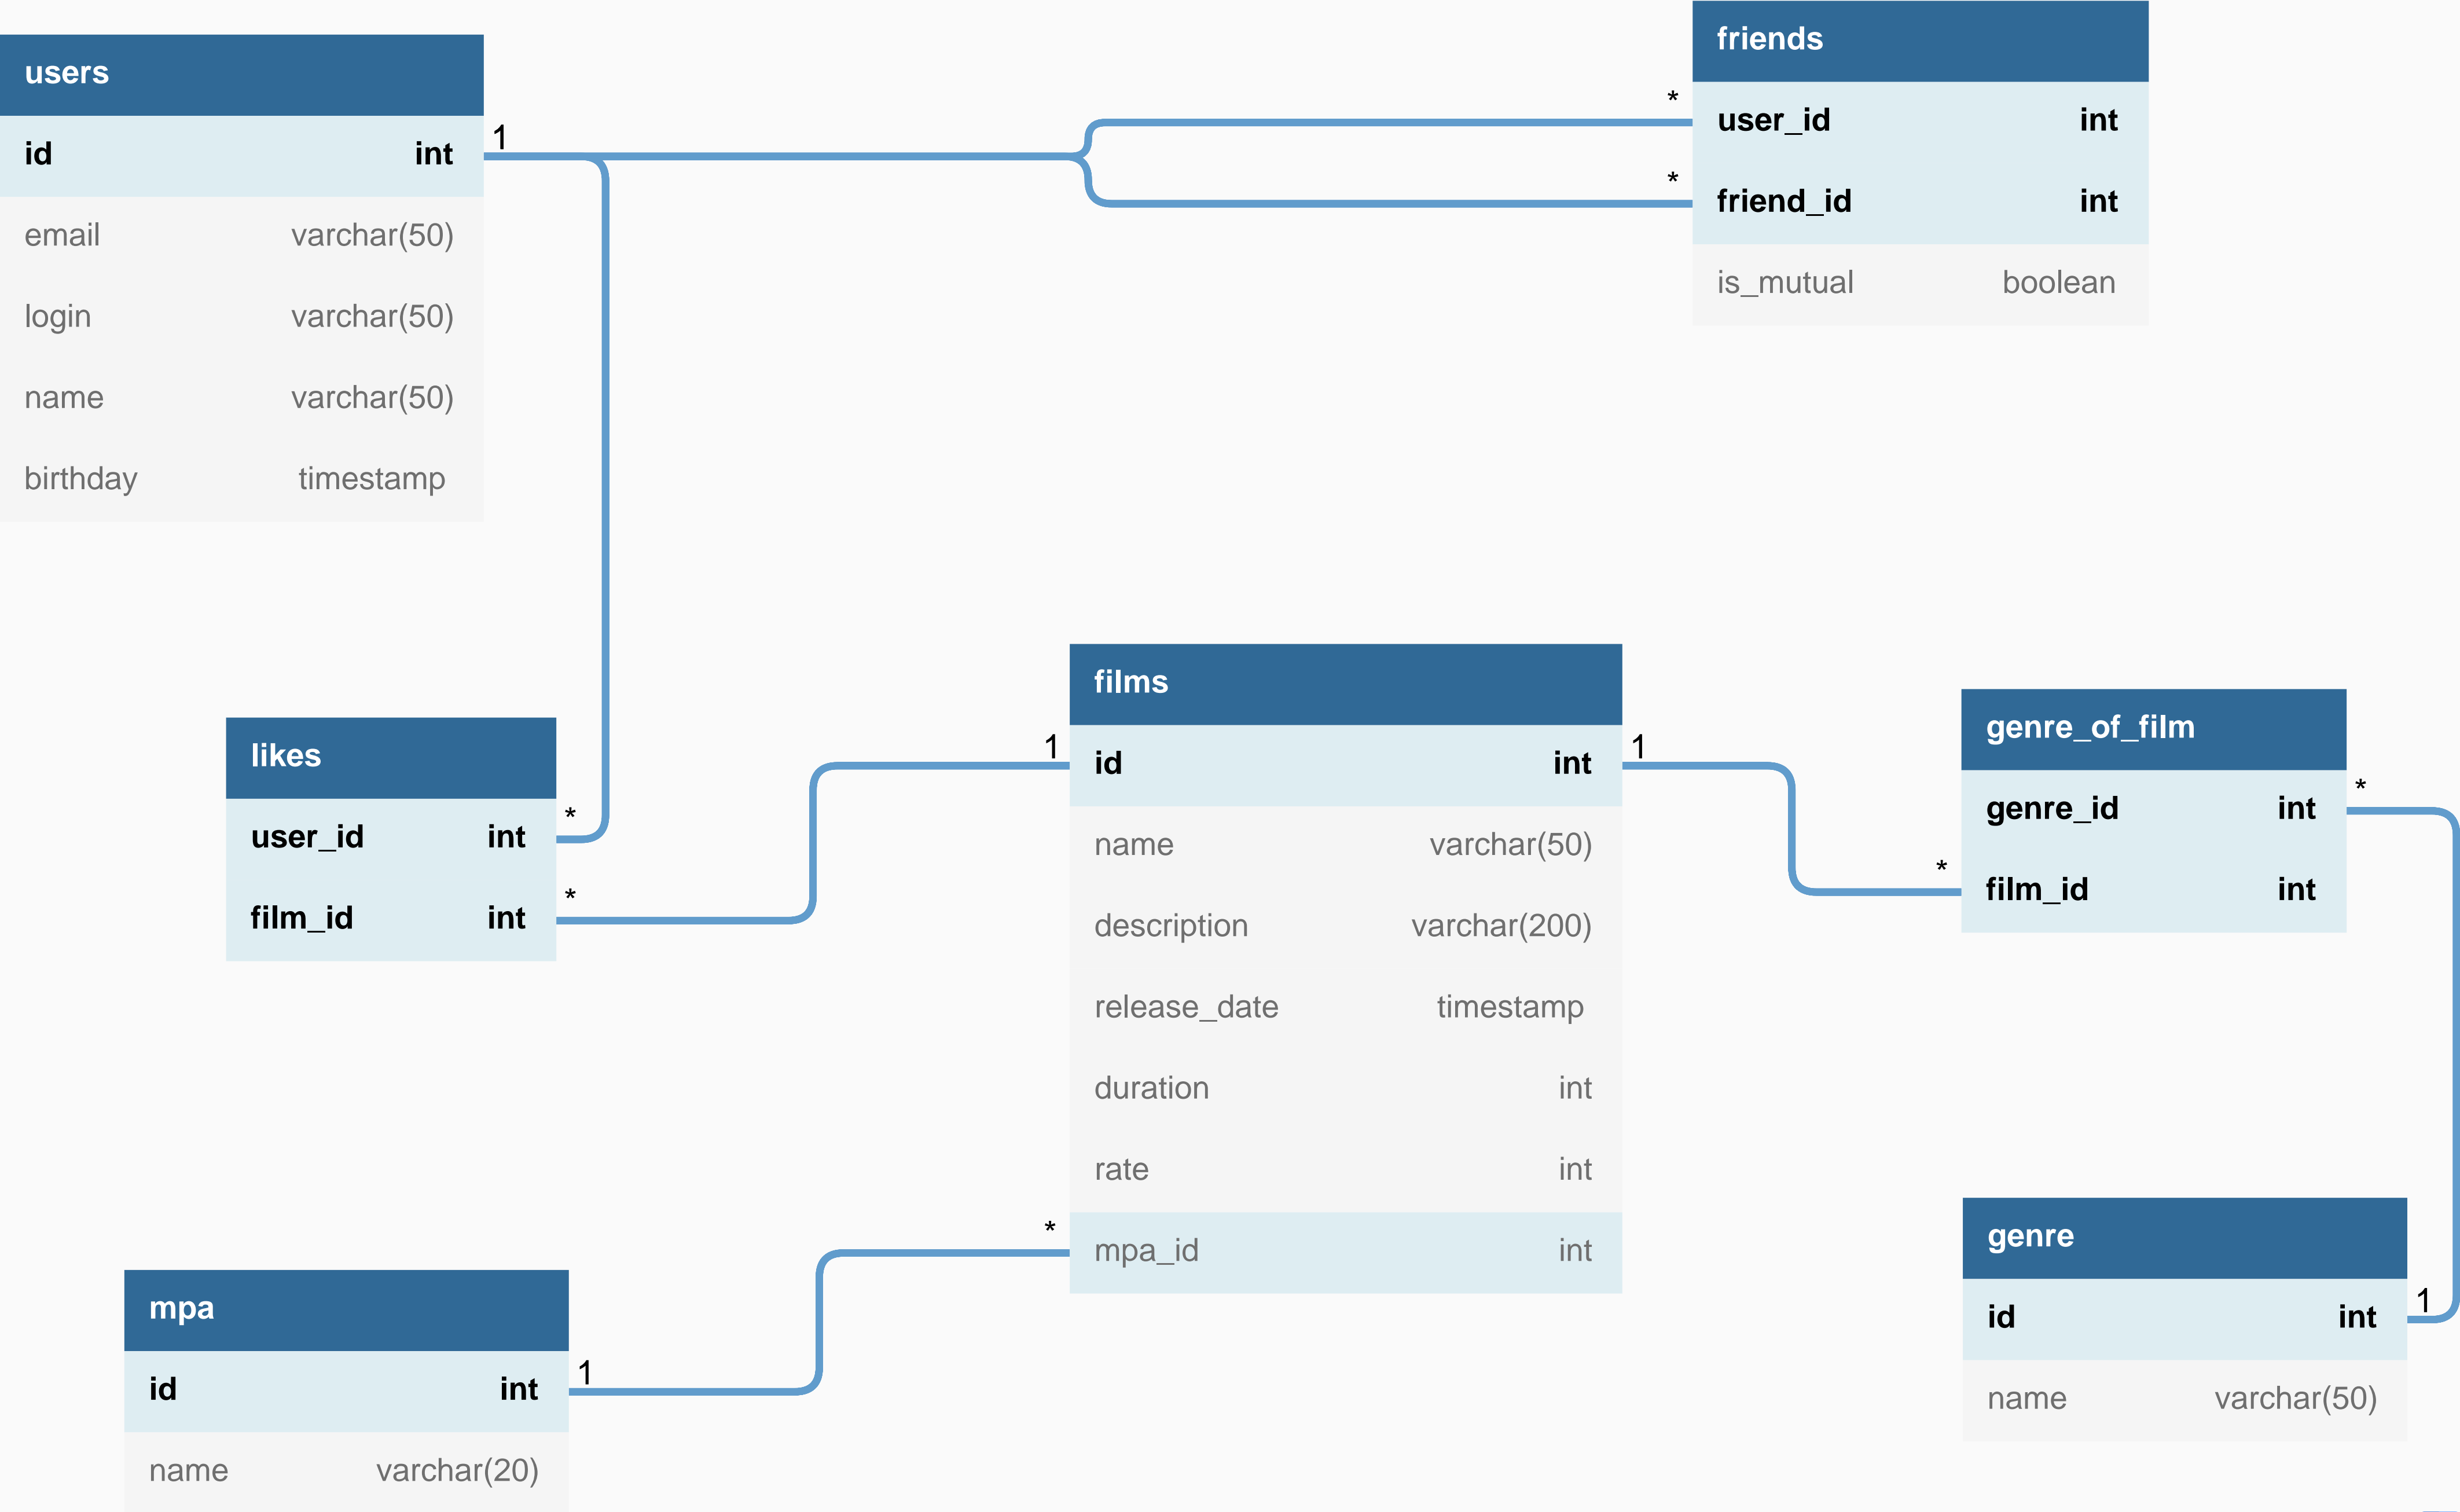 users
id int
email varchar(50)
login varchar(50)
name varchar(50)
birthday timestamp
1
friends
* user_id int
* friend_id int
is_mutual boolean
likes
user_id int *
film_id int *
films
1 id int 1
name varchar(50)
description varchar(200)
release_date timestamp
duration int
rate int
* mpa_id int
genre_of_film
genre_id int *
* film_id int
mpa
id int 1
name varchar(20)
genre
id int 1
name varchar(50)